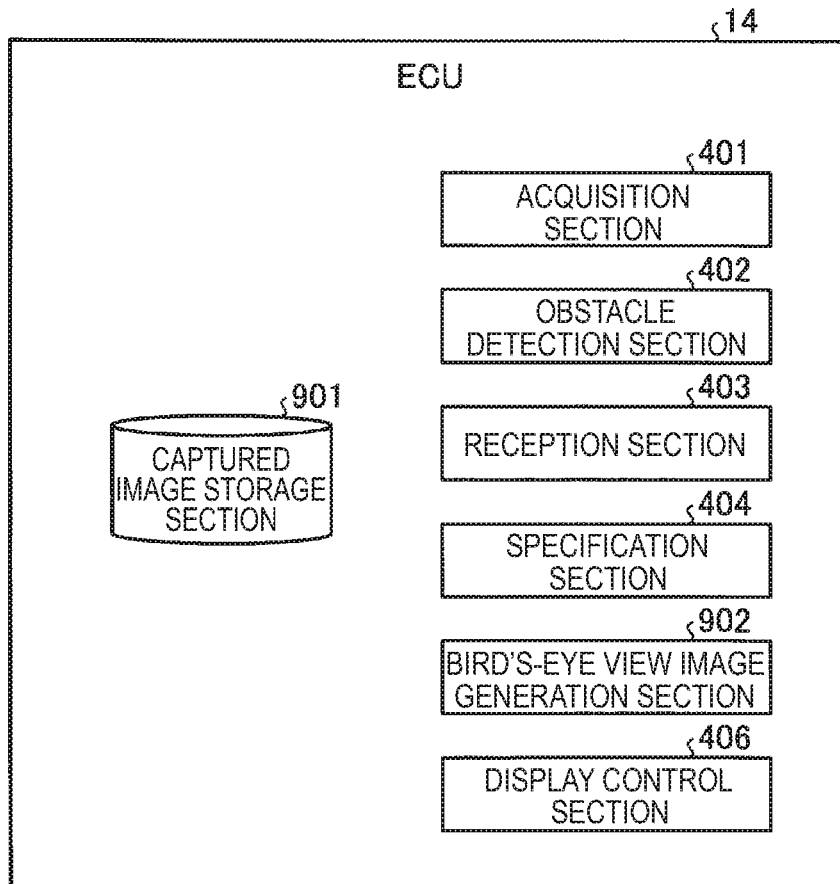 14
ECU
401
ACQUISITION
SECTION
402
OBSTACLE
DETECTION SECTION
403
RECEPTION SECTION
901
CAPTURED
IMAGE STORAGE
SECTION
404
SPECIFICATION
SECTION
902
BIRD'S-EYE VIEW IMAGE
GENERATION SECTION
406
DISPLAY CONTROL
SECTION